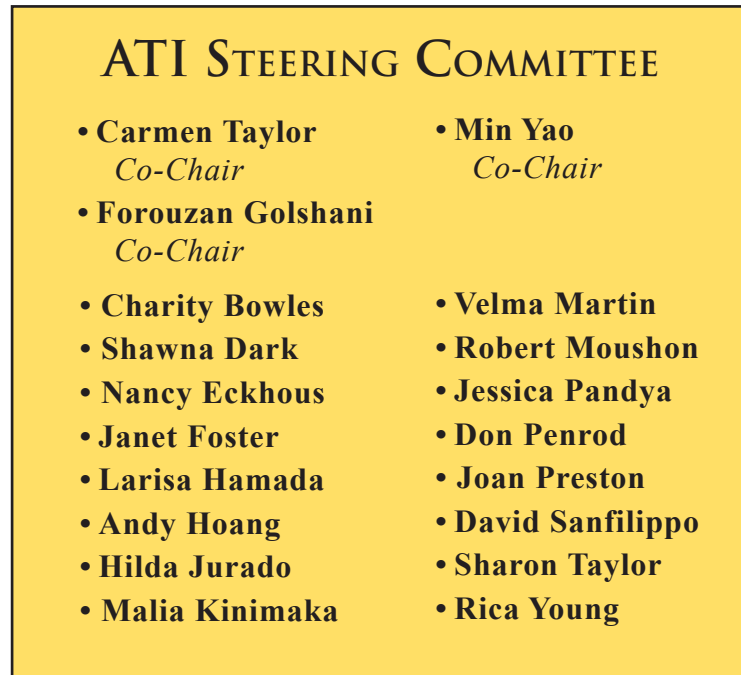 ATI STEERING COMMITTEE
• Carmen Taylor
Co-Chair
• Forouzan Golshani
Co-Chair
• Min Yao
Co-Chair
• Charity Bowles
• Shawna Dark
• Nancy Eckhous
• Janet Foster
• Larisa Hamada
• Andy Hoang
• Hilda Jurado
• Malia Kinimaka
• Velma Martin
• Robert Moushon
• Jessica Pandya
• Don Penrod
• Joan Preston
• David Sanfilippo
• Sharon Taylor
• Rica Young